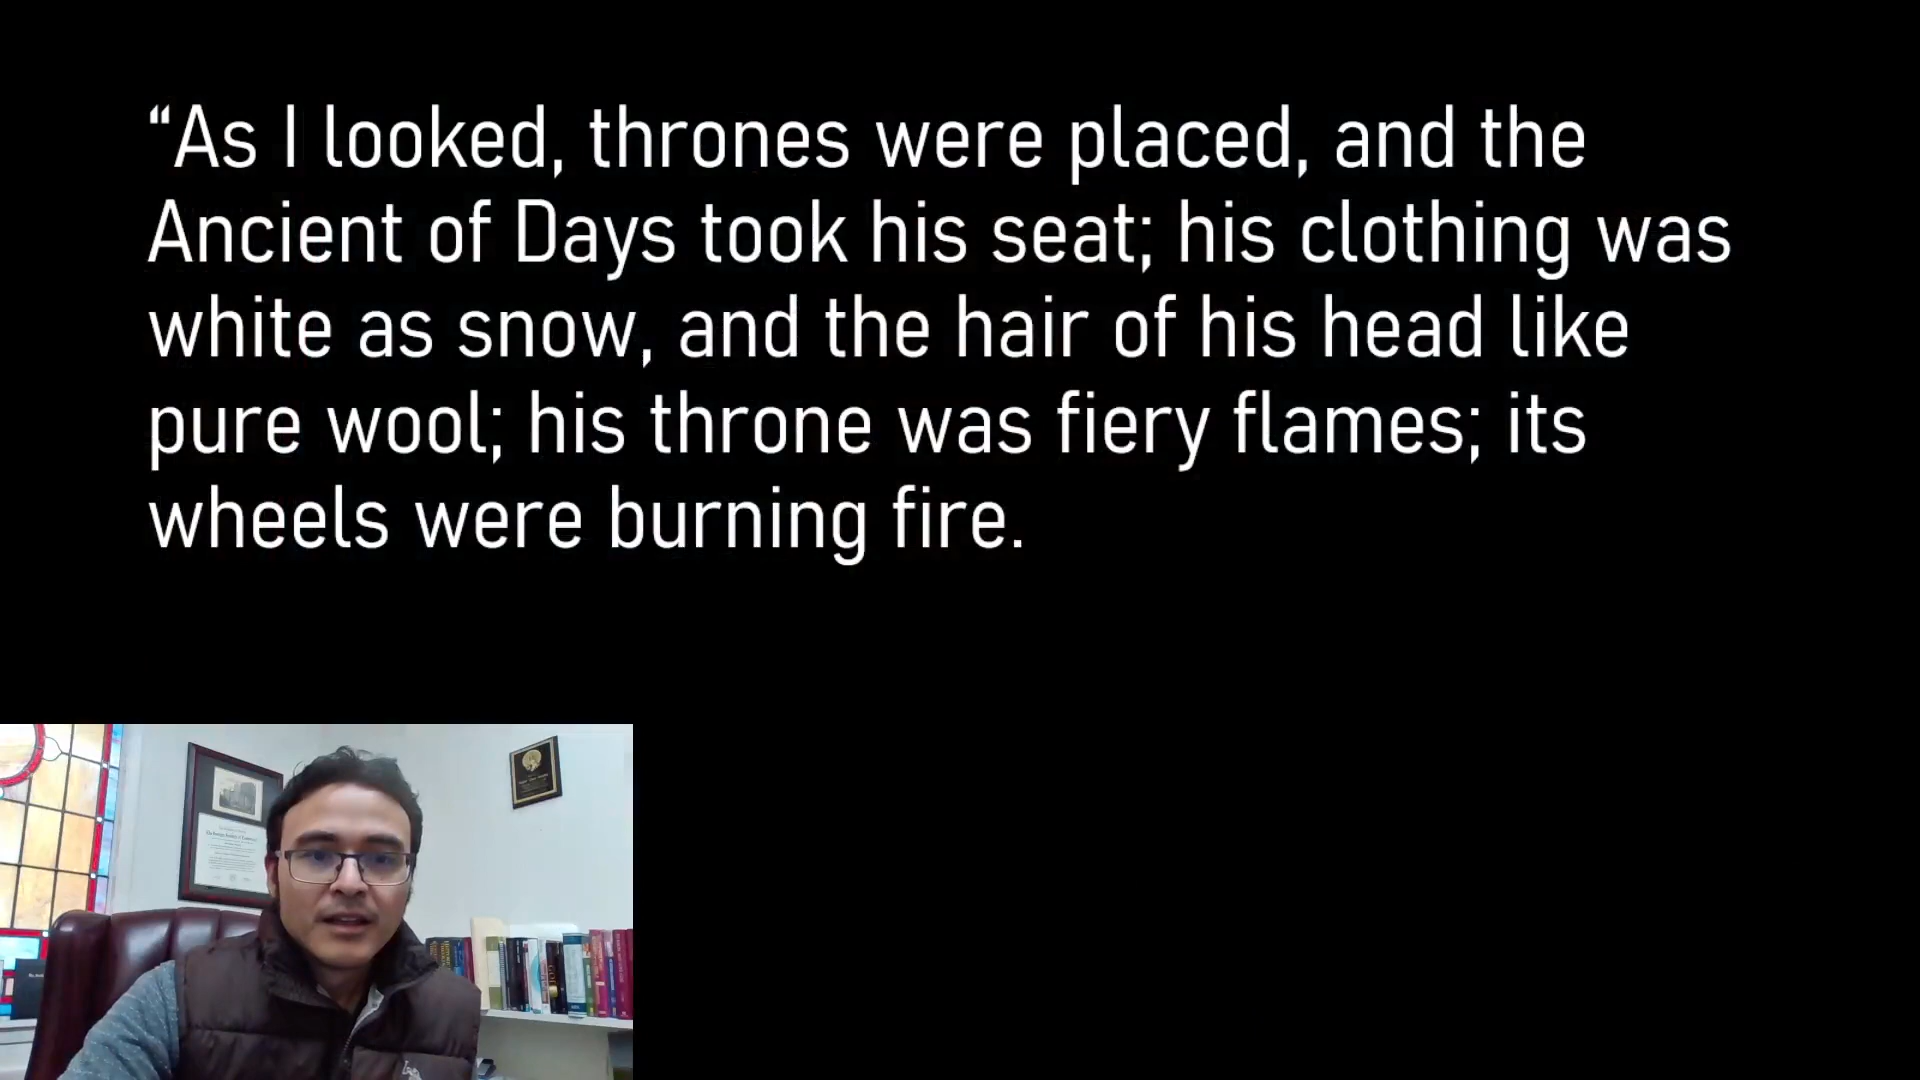 “As I looked, thrones were placed, and the
Ancient of Days took his seat; his clothing was
white as snow, and the hair of his head like
pure wool; his throne was fiery flames; its
wheels were burning fire.